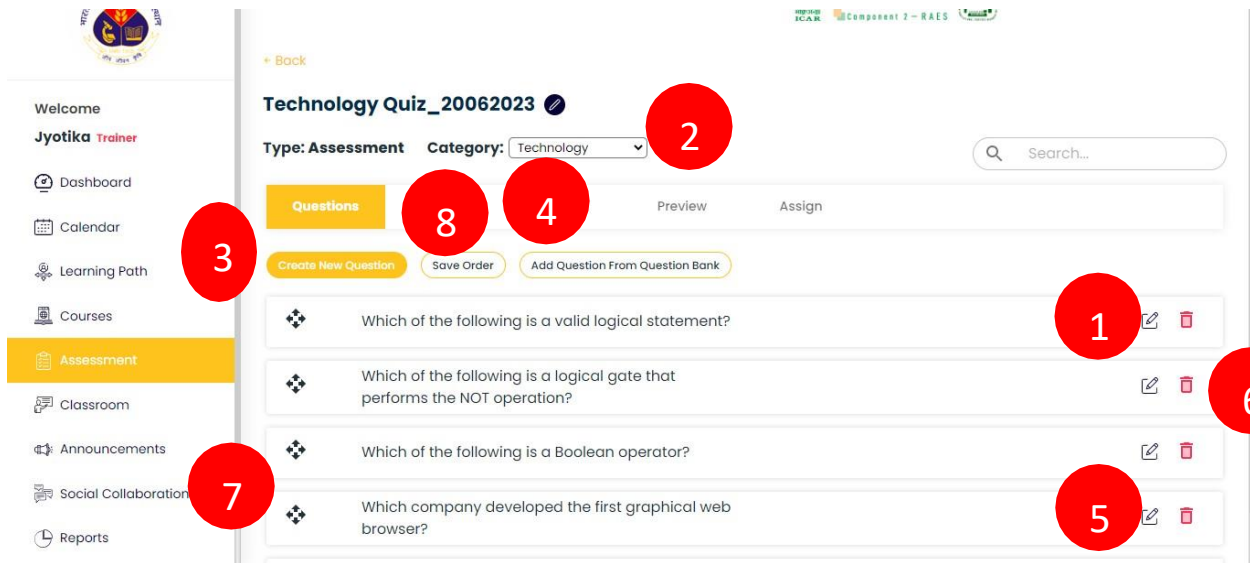 ICAR Component 2 – RAES
← Back
Welcome
Jyotika Trainer
Dashboard
Calendar
Learning Path
Courses
Assessment
Classroom
Announcements
Social Collaboration
Reports
Technology Quiz_20062023
2
Type: Assessment Category: Technology
Search...
Questions
8
4
Preview
Assign
3
Create New Question
Save Order
Add Question From Question Bank
Which of the following is a valid logical statement?
1
Which of the following is a logical gate that
performs the NOT operation?
6
Which of the following is a Boolean operator?
7
Which company developed the first graphical web
browser?
5